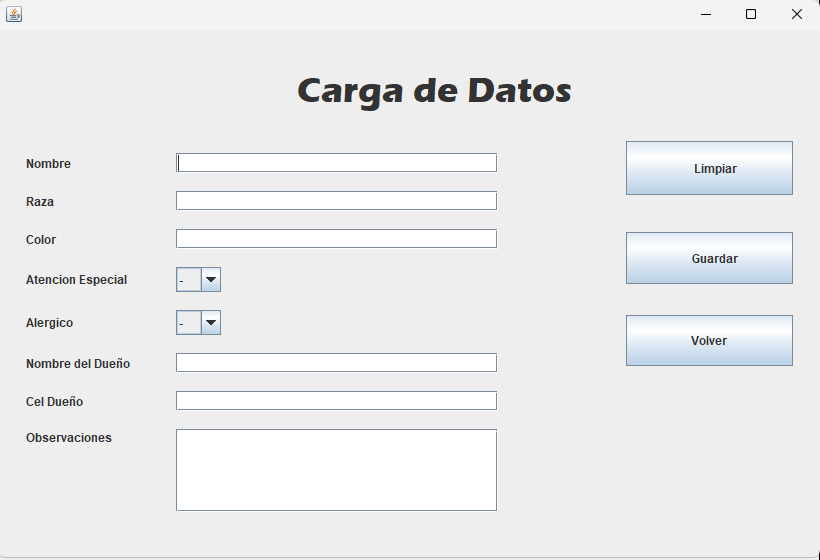 Carga de Datos
Nombre
Raza
Color
Atencion Especial
-
Alergico
-
Nombre del Dueño
Cel Dueño
Observaciones
Limpiar
Guardar
Volver